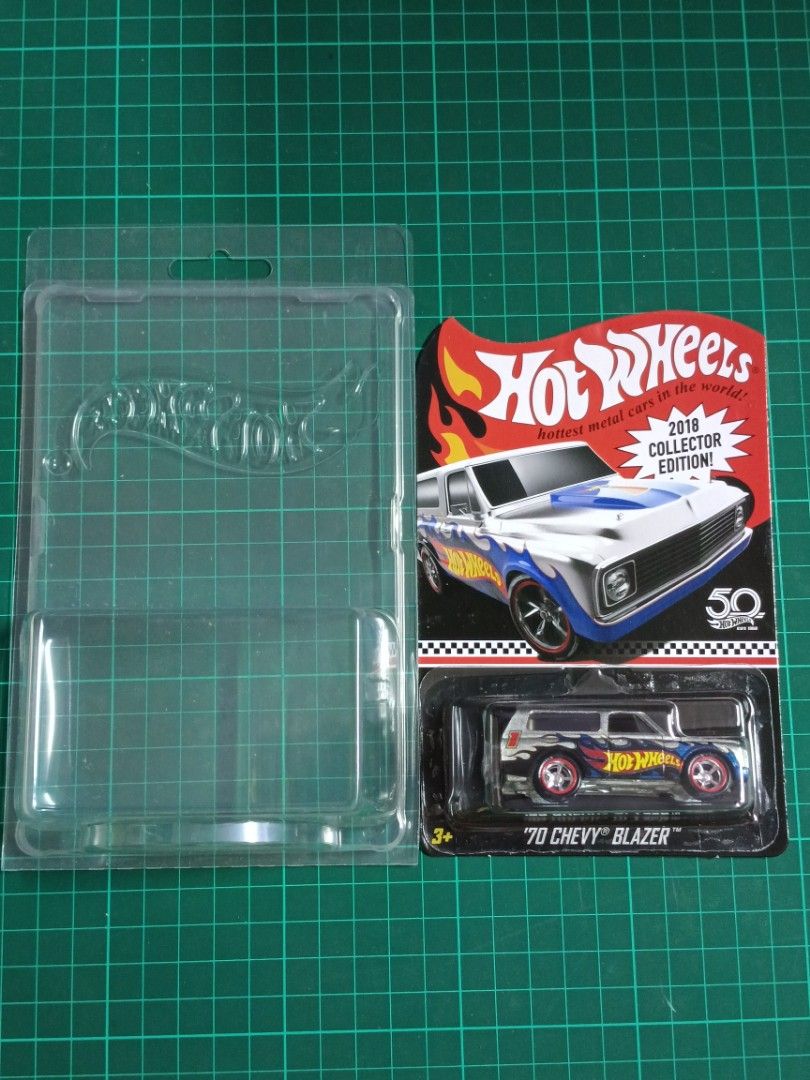 HOT WHEELS®
hottest metal cars in the world!
2018
COLLECTOR
EDITION!
HOT WHEELS
50
HOT WHEELS
HOT WHEELS
1
3+
'70 CHEVY® BLAZER™